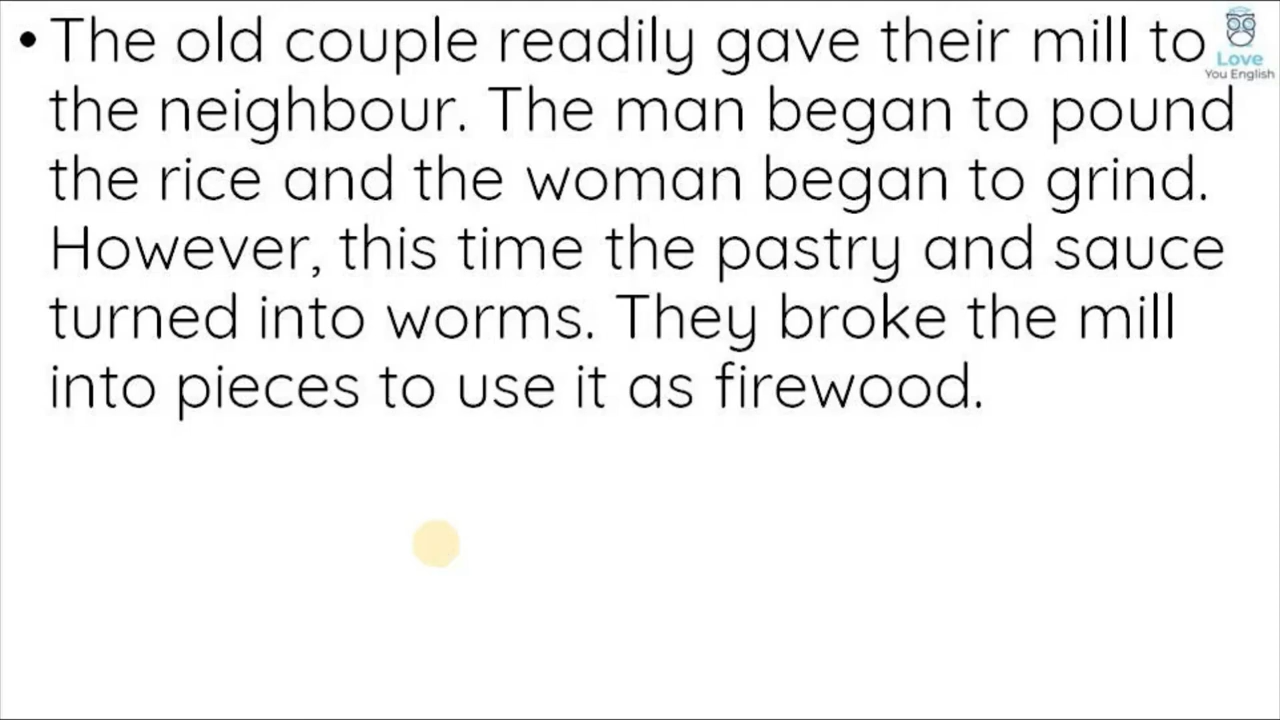 • The old couple readily gave their mill to
the neighbour. The man began to pound
the rice and the woman began to grind.
However, this time the pastry and sauce
turned into worms. They broke the mill
into pieces to use it as firewood.
Love
You English